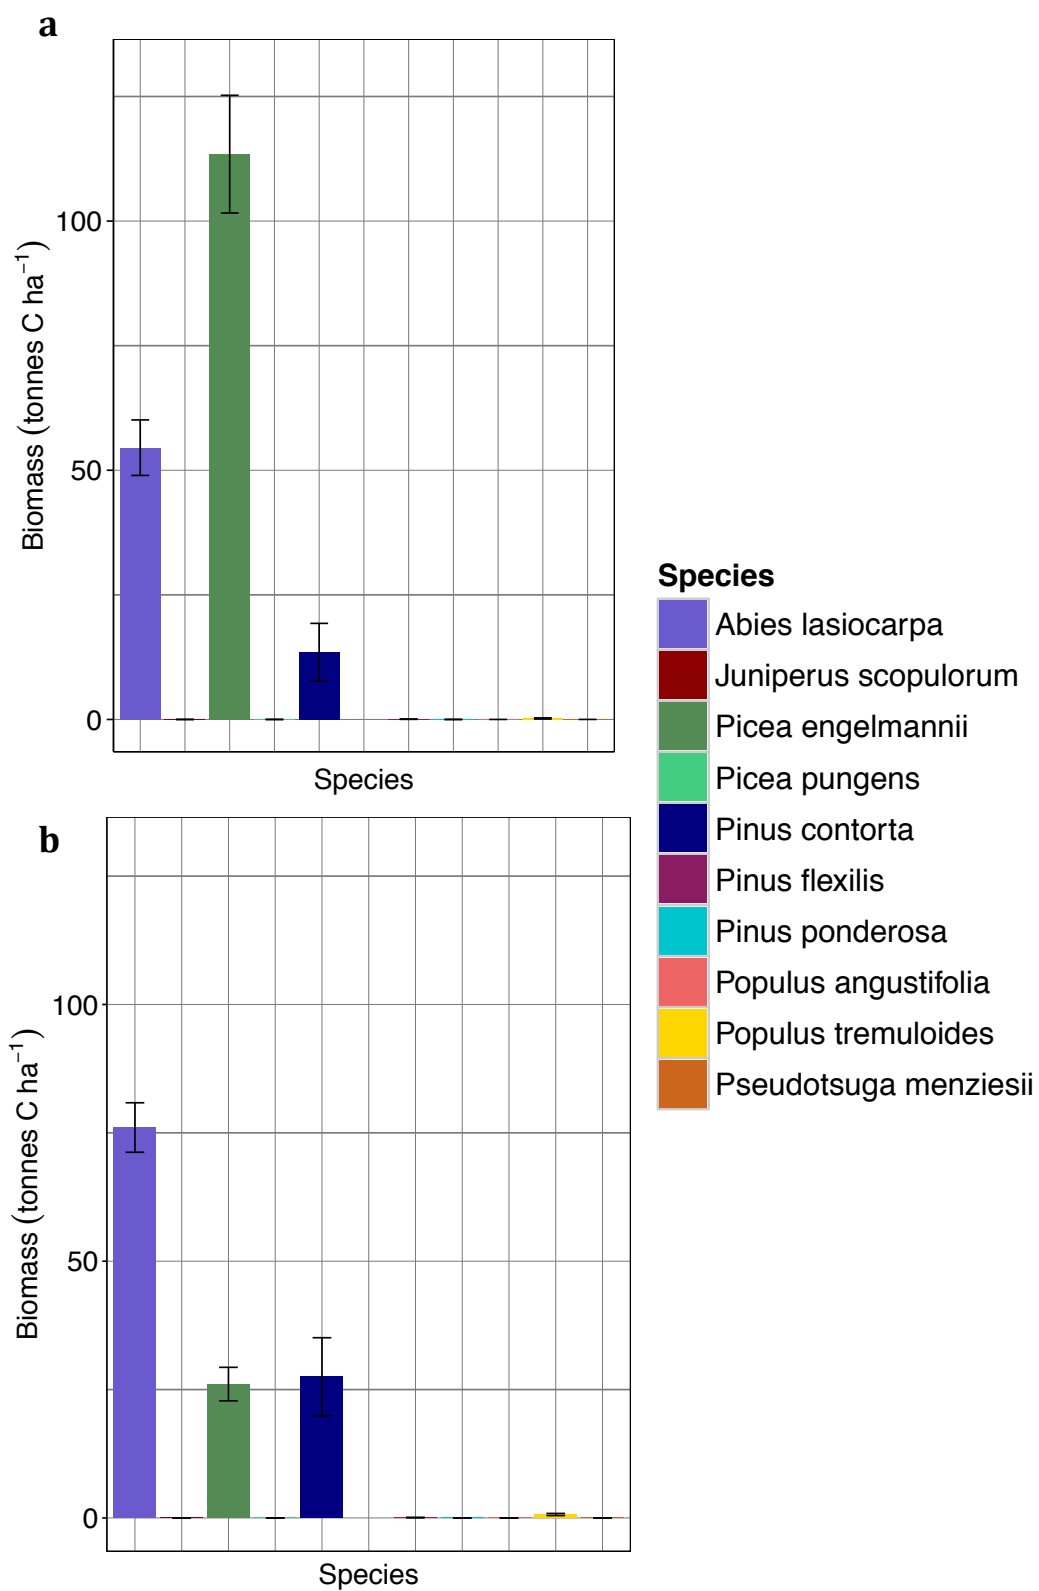 a
100
50
0
Biomass (tonnes C ha⁻¹)
Species
Species
Abies lasiocarpa
Juniperus scopulorum
Picea engelmannii
Picea pungens
Pinus contorta
Pinus flexilis
Pinus ponderosa
Populus angustifolia
Populus tremuloides
Pseudotsuga menziesii
b
100
50
0
Biomass (tonnes C ha⁻¹)
Species